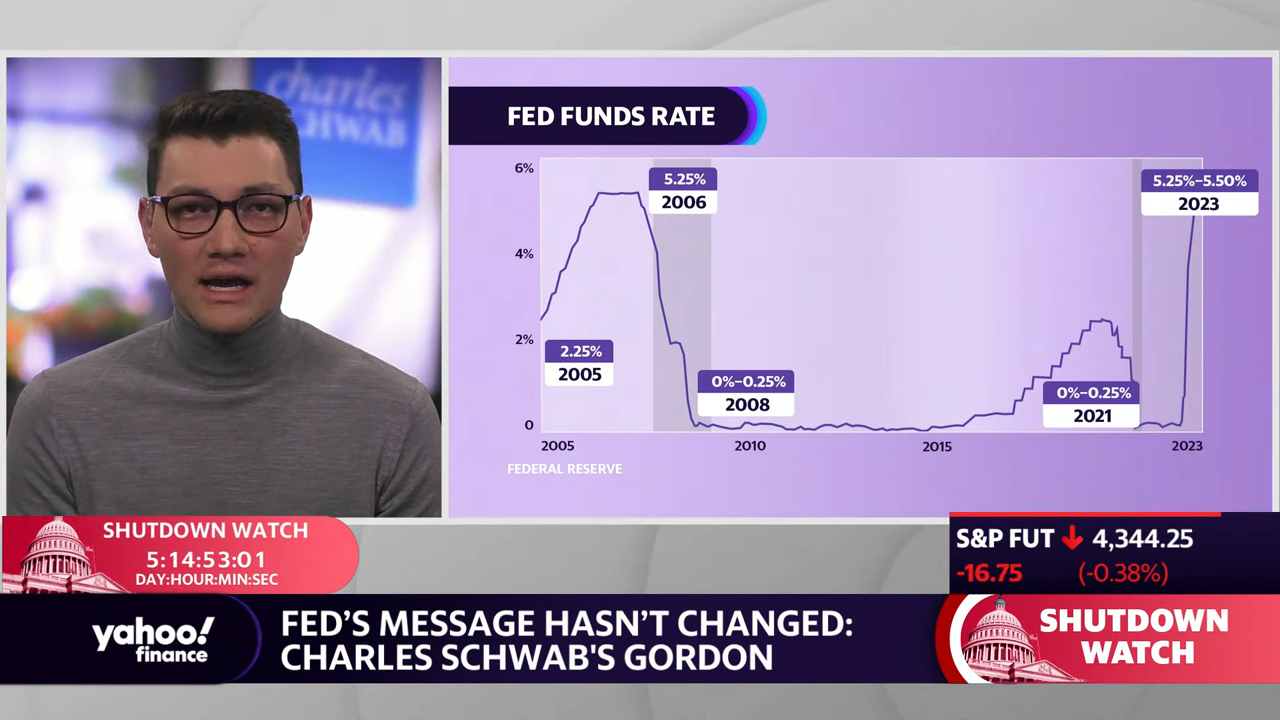 charles
SCHWAB
FED FUNDS RATE
6%
4%
2%
0
5.25%
2006
5.25%–5.50%
2023
2.25%
2005
0%–0.25%
2008
0%–0.25%
2021
2005
2010
2015
2023
FEDERAL RESERVE
SHUTDOWN WATCH
5:14:53:01
DAY:HOUR:MIN:SEC
S&P FUT 4,344.25
-16.75 (-0.38%)
yahoo!
finance
FED'S MESSAGE HASN'T CHANGED:
CHARLES SCHWAB'S GORDON
SHUTDOWN
WATCH